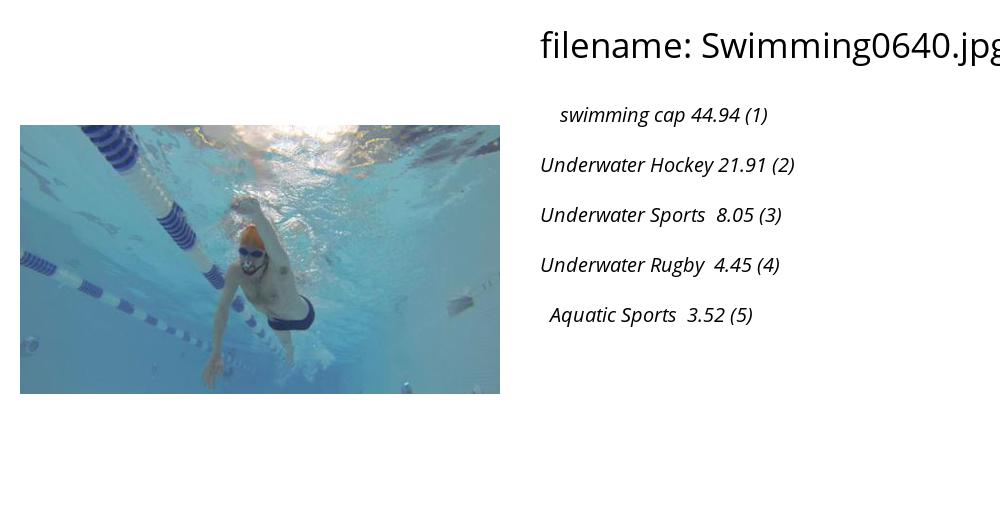 filename: Swimming0640.jpg
swimming cap 44.94 (1)
Underwater Hockey 21.91 (2)
Underwater Sports 8.05 (3)
Underwater Rugby 4.45 (4)
Aquatic Sports 3.52 (5)